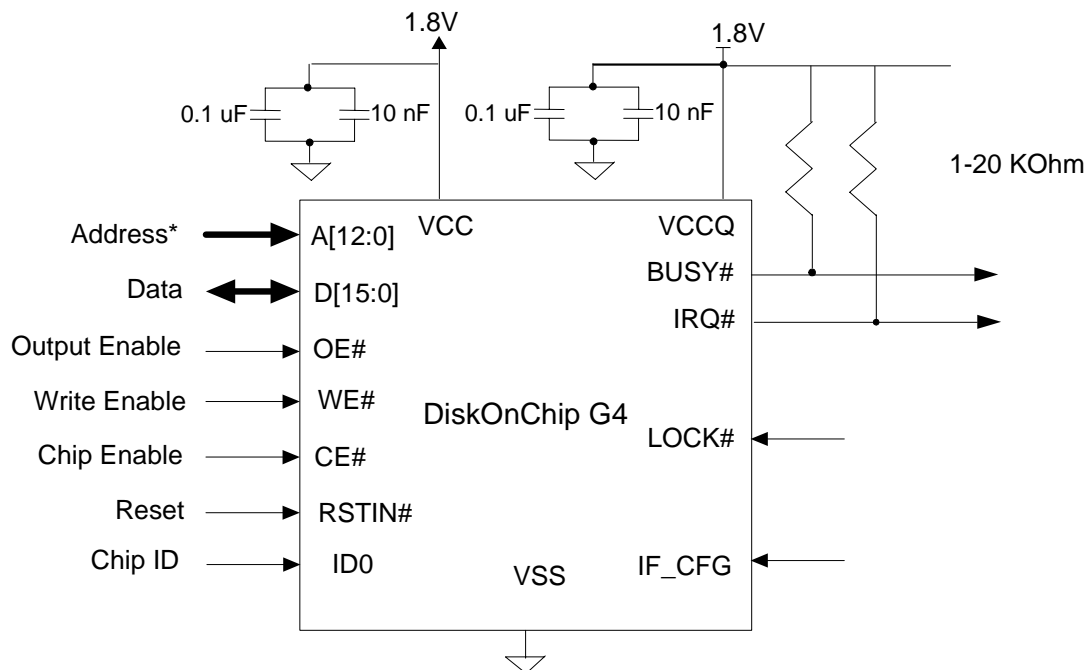 1.8V
1.8V
0.1 uF
10 nF
0.1 uF
10 nF
1-20 KOhm
Address*
A[12:0]
VCC
VCCQ
BUSY#
Data
D[15:0]
IRQ#
Output Enable
OE#
Write Enable
WE#
DiskOnChip G4
LOCK#
Chip Enable
CE#
Reset
RSTIN#
Chip ID
ID0
VSS
IF_CFG